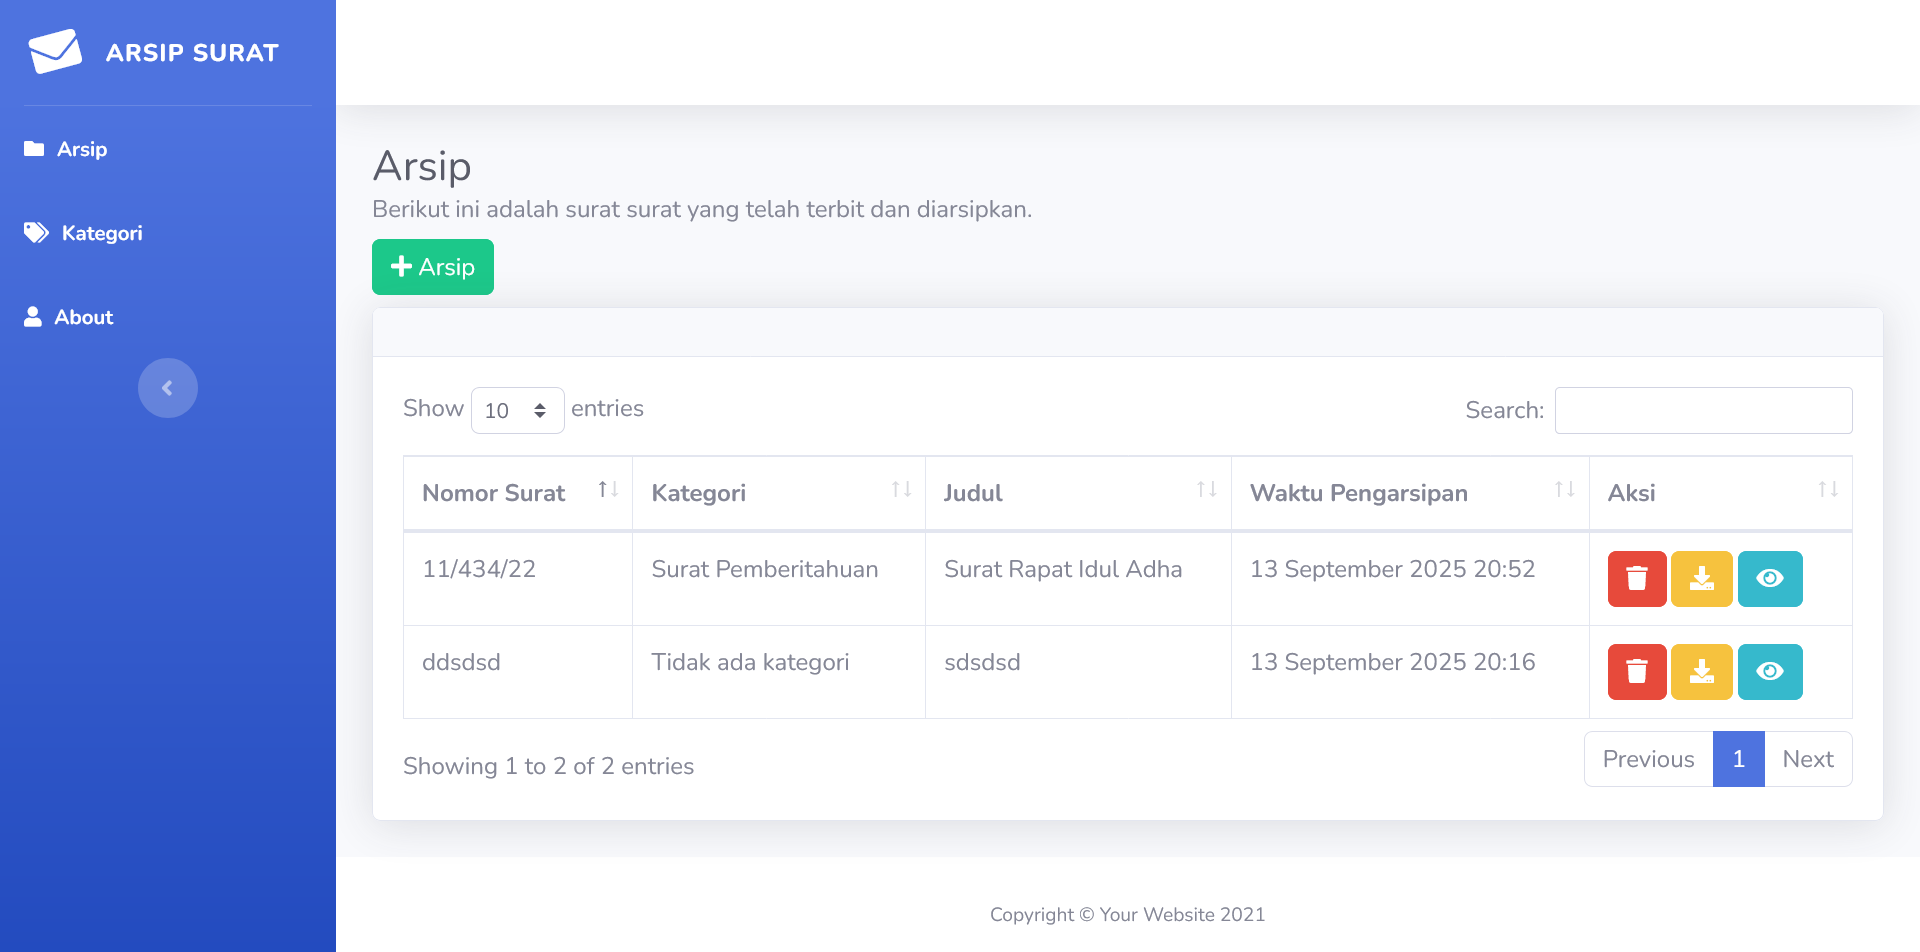 ARSIP SURAT
Arsip
Kategori
About
Arsip
Berikut ini adalah surat surat yang telah terbit dan diarsipkan.
Arsip
Show 10 entries
Search:
Nomor Surat Kategori Judul Waktu Pengarsipan Aksi
11/434/22 Surat Pemberitahuan Surat Rapat Idul Adha 13 September 2025 20:52
ddsdsd Tidak ada kategori sdsdsd 13 September 2025 20:16
Showing 1 to 2 of 2 entries
Previous 1 Next
Copyright © Your Website 2021